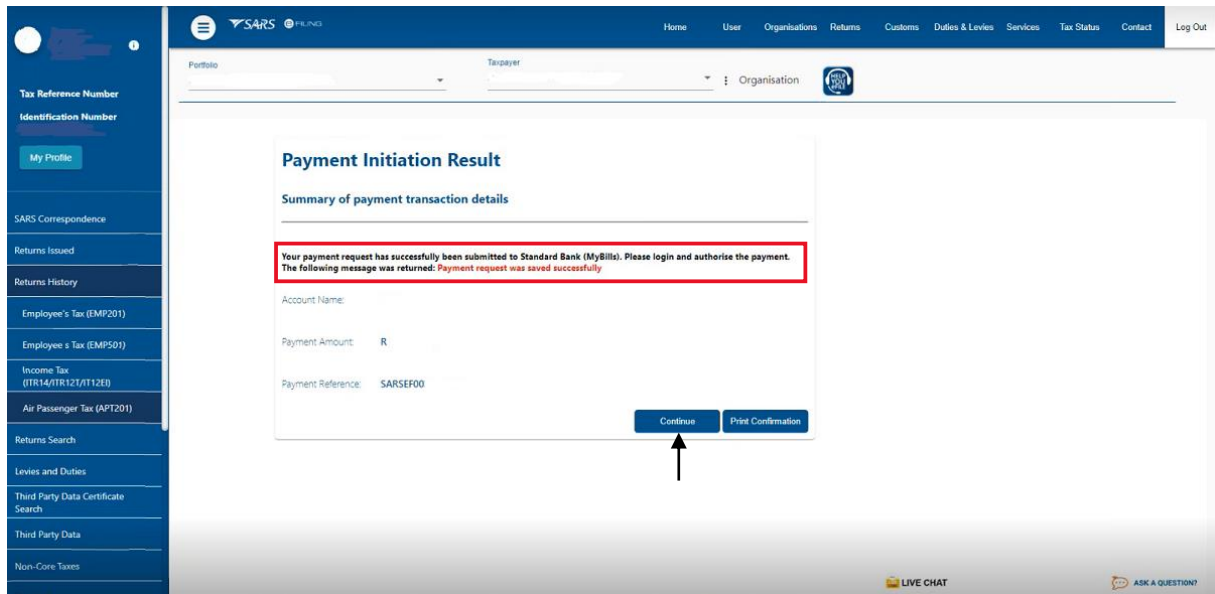 SARS eFILING
Home
User
Organisations
Returns
Customs
Duties & Levies
Services
Tax Status
Contact
Log Out
Portfolio
Taxpayer
Organisation
HELP
YOU
eFILE
Tax Reference Number
Identification Number
My Profile
SARS Correspondence
Returns Issued
Returns History
Employee's Tax (EMP201)
Employee s Tax (EMP501)
Income Tax
(ITR14/ITR12T/IT12EI)
Air Passenger Tax (APT201)
Returns Search
Levies and Duties
Third Party Data Certificate
Search
Third Party Data
Non-Core Taxes
Payment Initiation Result
Summary of payment transaction details
Your payment request has successfully been submitted to Standard Bank (MyBills). Please login and authorise the payment.
The following message was returned: Payment request was saved successfully
Account Name:
Payment Amount: R
Payment Reference: SARSEF00
Continue
Print Confirmation
LIVE CHAT
ASK A QUESTION?